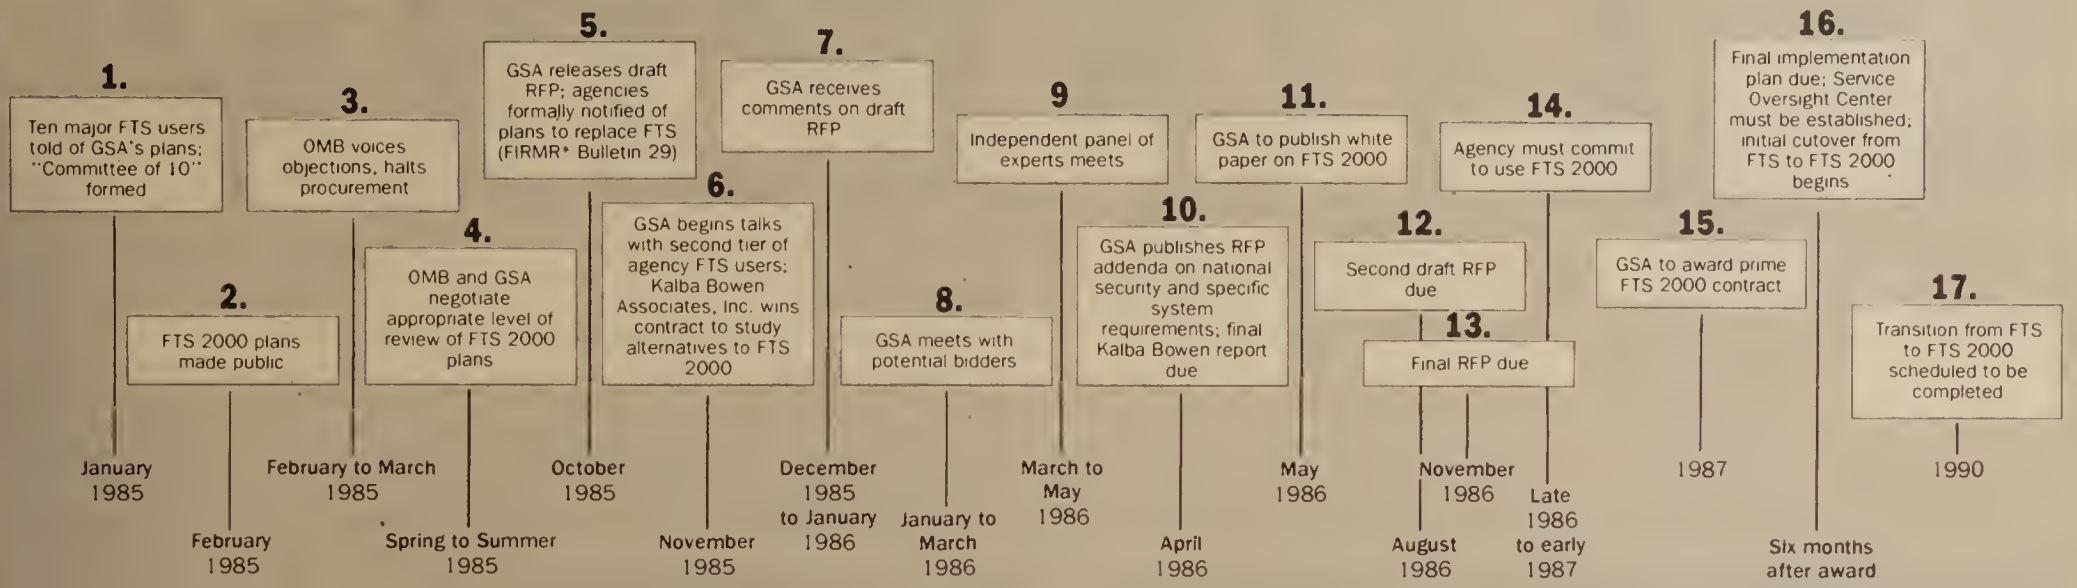 1.
Ten major FTS users
told of GSA's plans;
"Committee of 10"
formed
January
1985
2.
FTS 2000 plans
made public
February
1985
3.
OMB voices
objections, halts
procurement
February to March
1985
4.
OMB and GSA
negotiate
appropriate level of
review of FTS 2000
plans
Spring to Summer
1985
5.
GSA releases draft
RFP; agencies
formally notified of
plans to replace FTS
(FIRMR* Bulletin 29)
October
1985
6.
GSA begins talks
with second tier of
agency FTS users;
Kalba Bowen
Associates, Inc. wins
contract to study
alternatives to FTS
2000
November
1985
7.
GSA receives
comments on draft
RFP
December
1985
to January
1986
8.
GSA meets with
potential bidders
January to
March
1986
9
Independent panel of
experts meets
March to
May
1986
10.
GSA publishes RFP
addenda on national
security and specific
system
requirements; final
Kalba Bowen report
due
April
1986
11.
GSA to publish white
paper on FTS 2000
May
1986
12.
Second draft RFP
due
August
1986
13.
Final RFP due
November
1986
14.
Agency must commit
to use FTS 2000
Late
1986
to early
1987
15.
GSA to award prime
FTS 2000 contract
1987
16.
Final implementation
plan due; Service
Oversight Center
must be established;
initial cutover from
FTS to FTS 2000
begins
Six months
after award
17.
Transition from FTS
to FTS 2000
scheduled to be
completed
1990